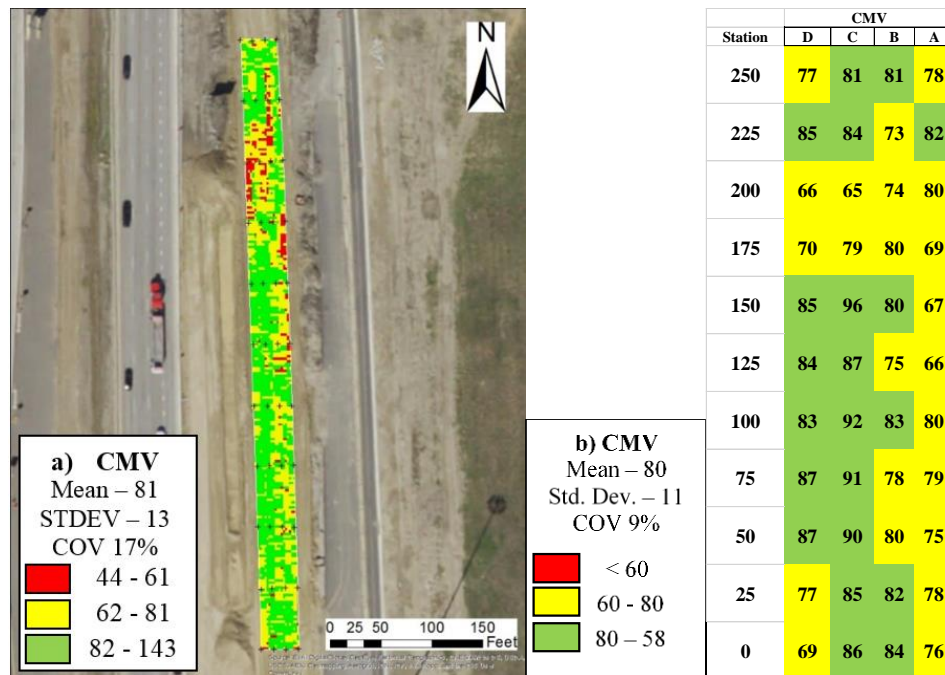 N
a) CMV
Mean – 81
STDEV – 13
COV 17%
44 - 61
62 - 81
82 - 143
0 25 50 100 150
Feet
b) CMV
Mean – 80
Std. Dev. – 11
COV 9%
< 60
60 - 80
80 – 58
CMV
Station D C B A
250 77 81 81 78
225 85 84 73 82
200 66 65 74 80
175 70 79 80 69
150 85 96 80 67
125 84 87 75 66
100 83 92 83 80
75 87 91 78 79
50 87 90 80 75
25 77 85 82 78
0 69 86 84 76